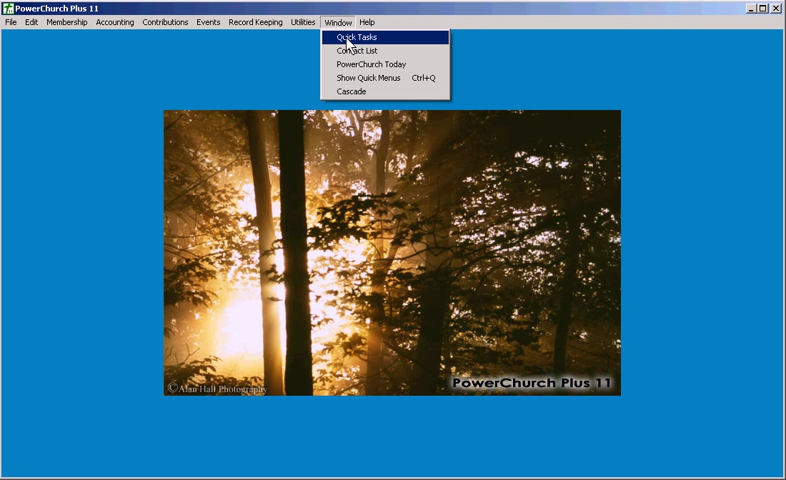 PowerChurch Plus 11
File Edit Membership Accounting Contributions Events Record Keeping Utilities Window Help
Quick Tasks
Contact List
PowerChurch Today
Show Quick Menus Ctrl+Q
Cascade
©Alan Hall Photography
PowerChurch Plus 11